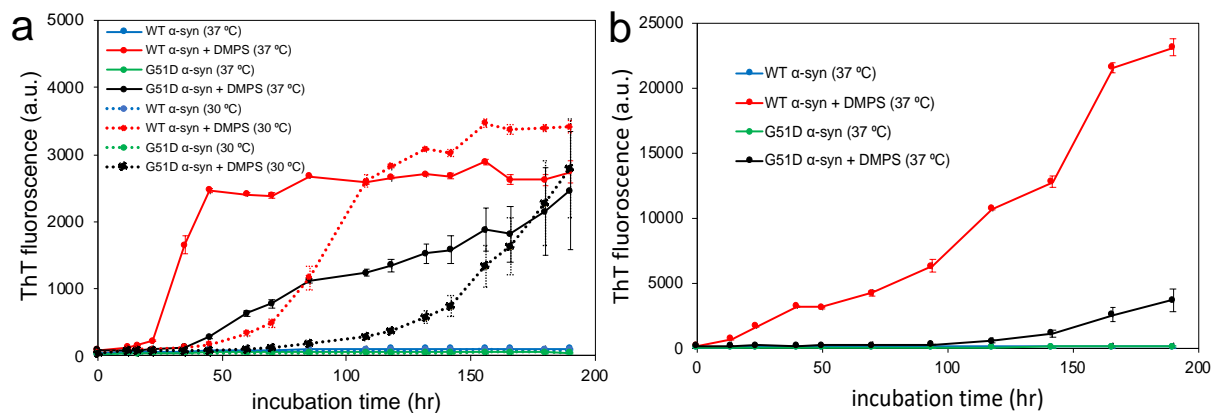 a
5000
4000
3000
2000
1000
0
0
50
100
150
200
ThT fluoroscence (a.u.)
incubation time (hr)
WT α-syn (37 ºC)
WT α-syn + DMPS (37 ºC)
G51D α-syn (37 ºC)
G51D α-syn + DMPS (37 ºC)
WT α-syn (30 ºC)
WT α-syn + DMPS (30 ºC)
G51D α-syn (30 ºC)
G51D α-syn + DMPS (30 ºC)
b
25000
20000
15000
10000
5000
0
0
50
100
150
200
ThT fluoroscence (a.u.)
incubation time (hr)
WT α-syn (37 ºC)
WT α-syn + DMPS (37 ºC)
G51D α-syn (37 ºC)
G51D α-syn + DMPS (37 ºC)